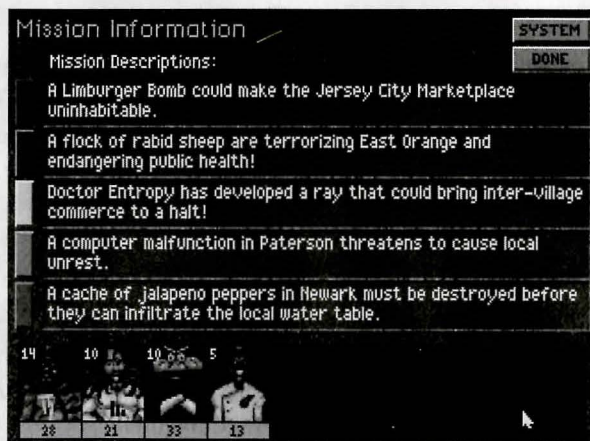 Mission Information
SYSTEM
DONE
Mission Descriptions:
A Limburger Bomb could make the Jersey City Marketplace
uninhabitable.
A flock of rabid sheep are terrorizing East Orange and
endangering public health!
Doctor Entropy has developed a ray that could bring inter-village
commerce to a halt!
A computer malfunction in Paterson threatens to cause local
unrest.
A cache of jalapeno peppers in Newark must be destroyed before
they can infiltrate the local water table.
14 10 10 5
28 21 33 13